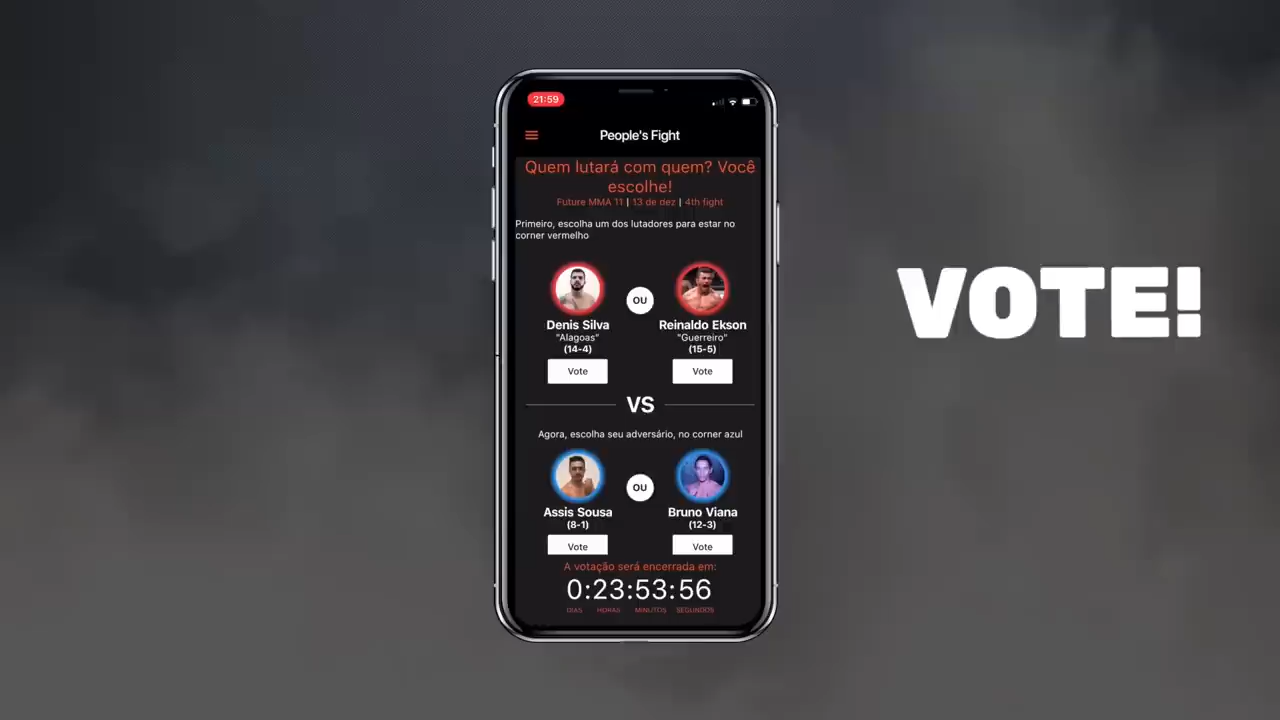 21:59
People's Fight
Quem lutará com quem? Você
escolhe!
Future MMA 11 | 13 de dez | 4th fight
Primeiro, escolha um dos lutadores para estar no
corner vermelho
OU
Denis Silva
Reinaldo Ekson
"Alagoas"
"Guerreiro"
(14-4)
(15-5)
Vote
Vote
VS
Agora, escolha seu adversário, no corner azul
OU
Assis Sousa
Bruno Viana
(8-1)
(12-3)
Vote
Vote
A votação será encerrada em:
0:23:53:56
DIAS HORAS MINUTOS SEGUNDOS
VOTE!